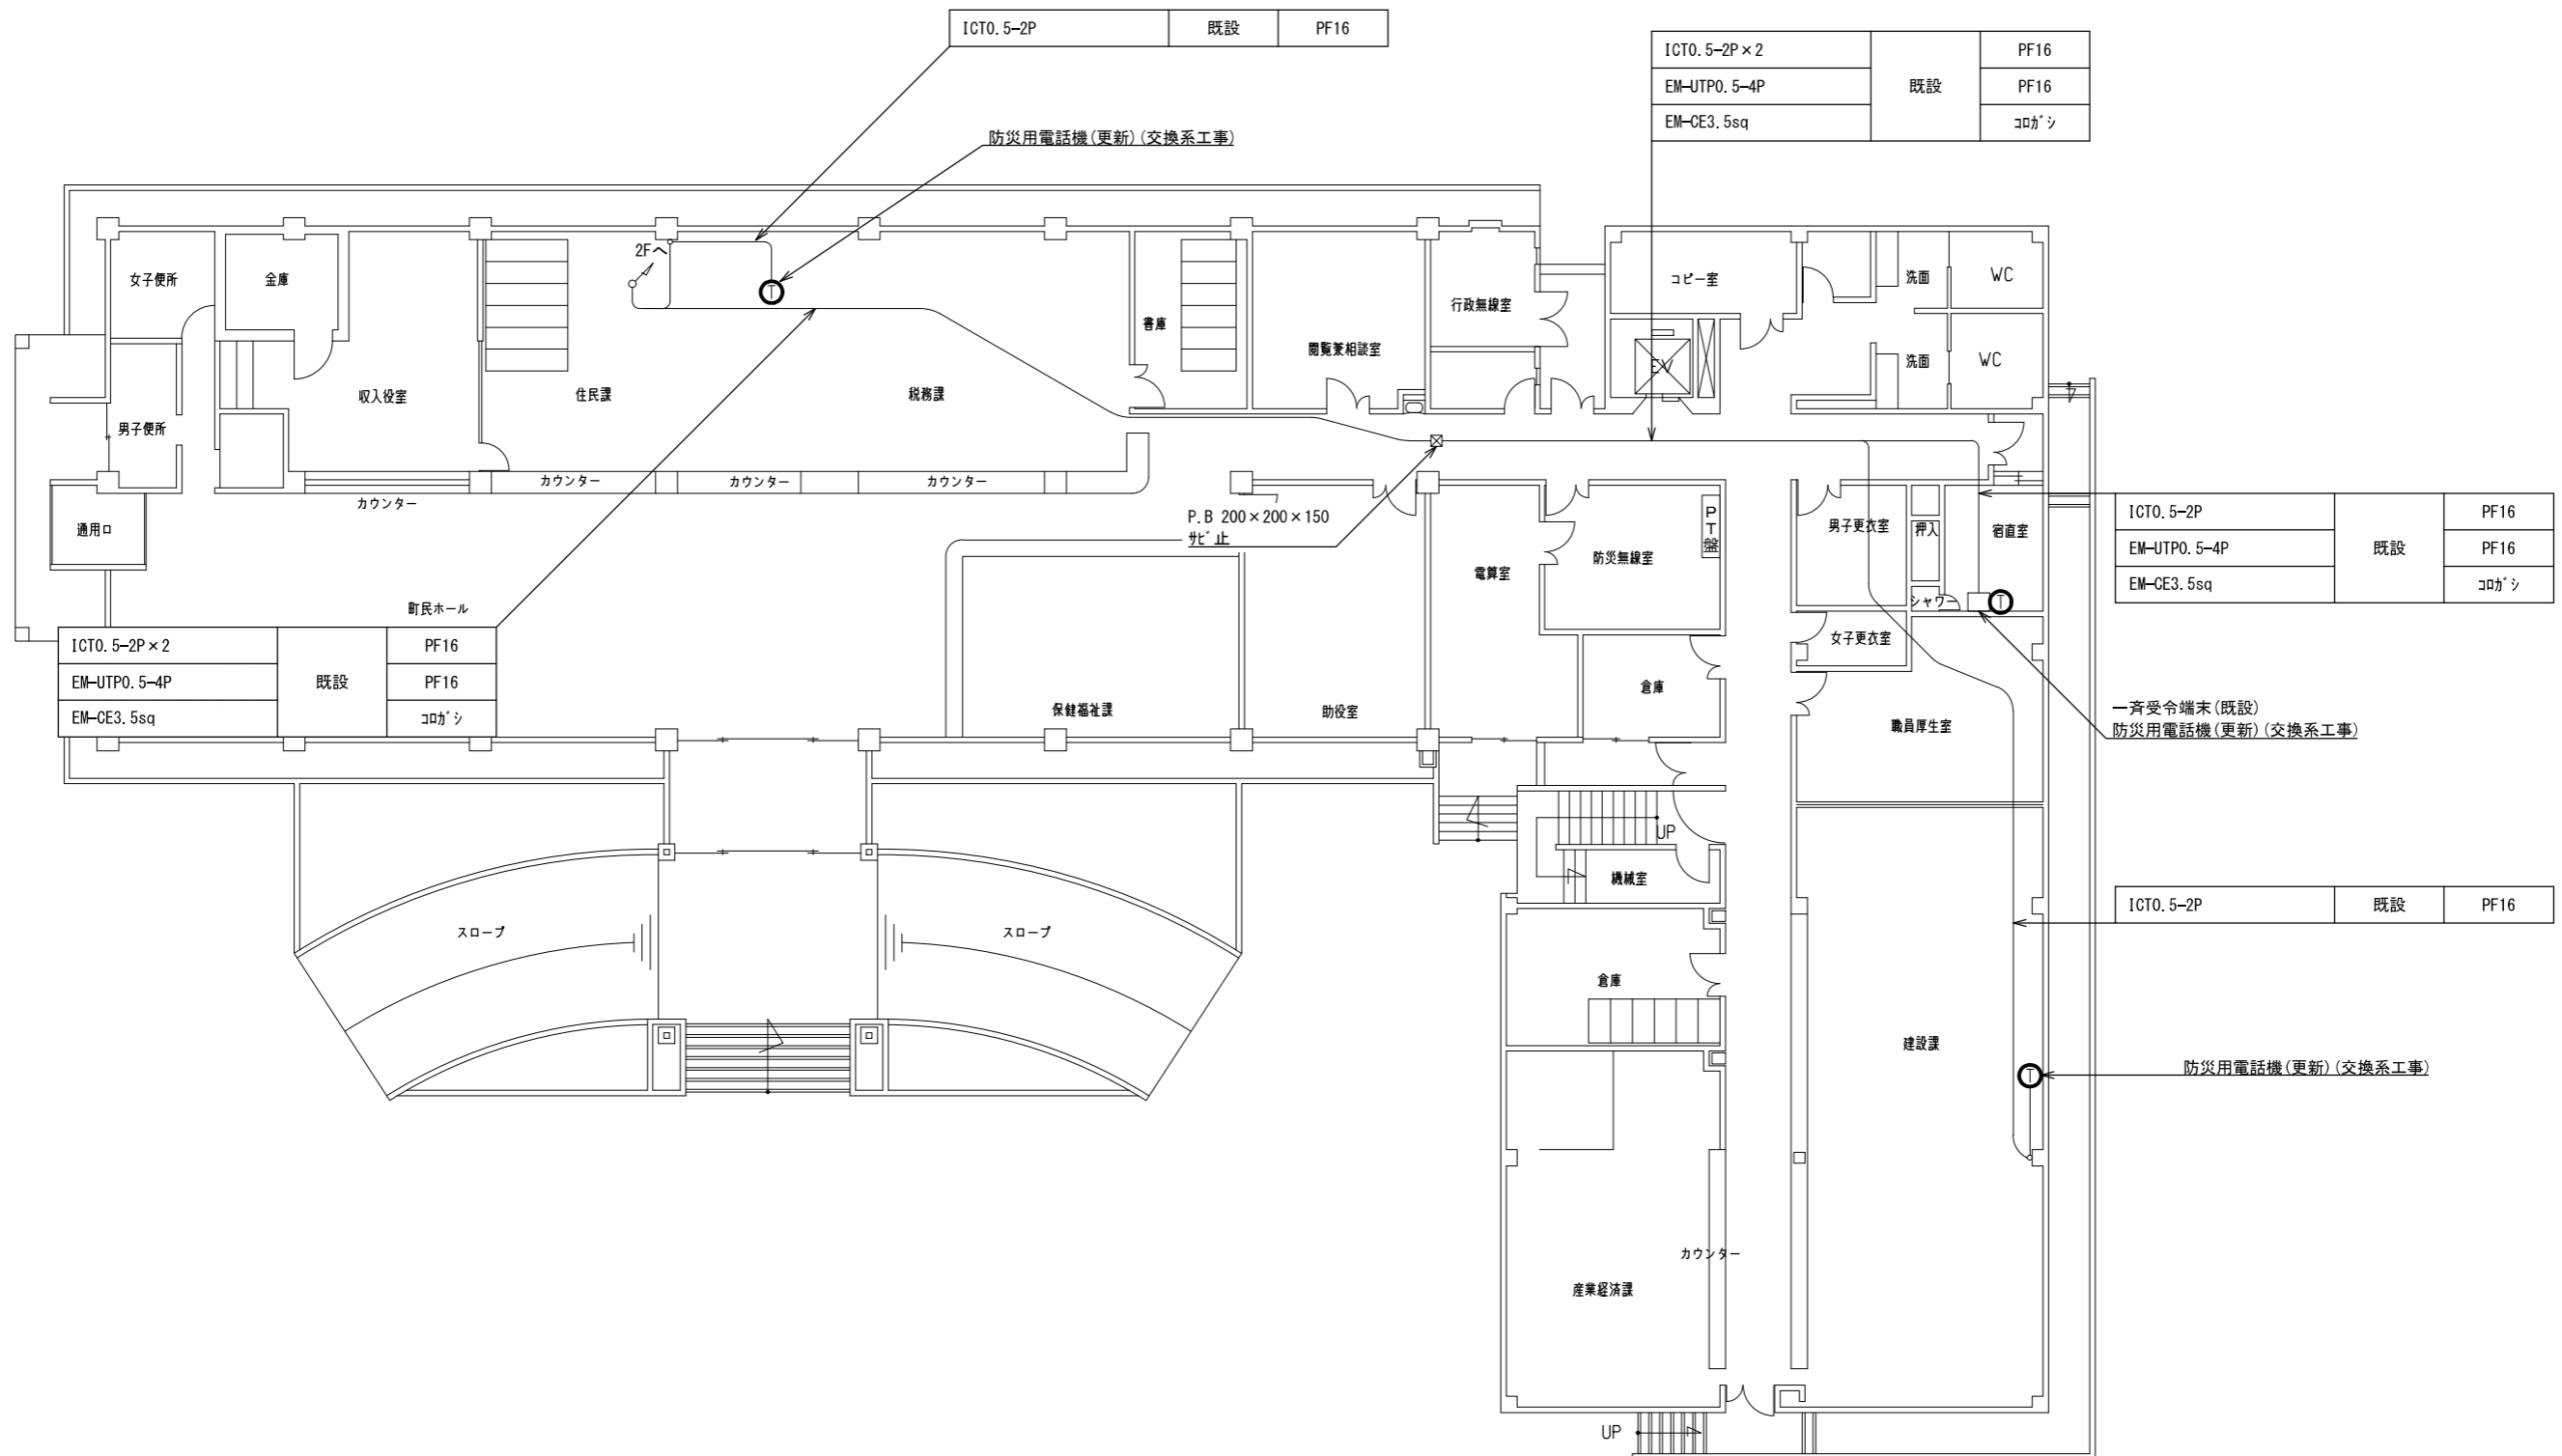 ICT0.5-2P 既設 PF16
ICT0.5-2P×2 既設 PF16
EM-UTP0.5-4P PF16
EM-CE3.5sq コロガシ
防災用電話機(更新)(交換系工事)
2Fへ
女子便所
金庫
書庫
行政無線室
コピー室
洗面
WC
閲覧兼相談室
EV
洗面
WC
収入役室
住民課
税務課
男子便所
カウンター
カウンター
カウンター
カウンター
通用口
P.B 200×200×150
サビ止
PT盤
男子更衣室
押入
宿直室
ICT0.5-2P 既設 PF16
EM-UTP0.5-4P PF16
EM-CE3.5sq コロガシ
電算室
防災無線室
シャワー
T
T
町民ホール
女子更衣室
ICT0.5-2P×2 既設 PF16
EM-UTP0.5-4P PF16
EM-CE3.5sq コロガシ
保健福祉課
助役室
倉庫
職員厚生室
一斉受令端末(既設)
防災用電話機(更新)(交換系工事)
UP
機械室
ICT0.5-2P 既設 PF16
スロープ
スロープ
倉庫
建設課
T
防災用電話機(更新)(交換系工事)
カウンター
産業経済課
UP